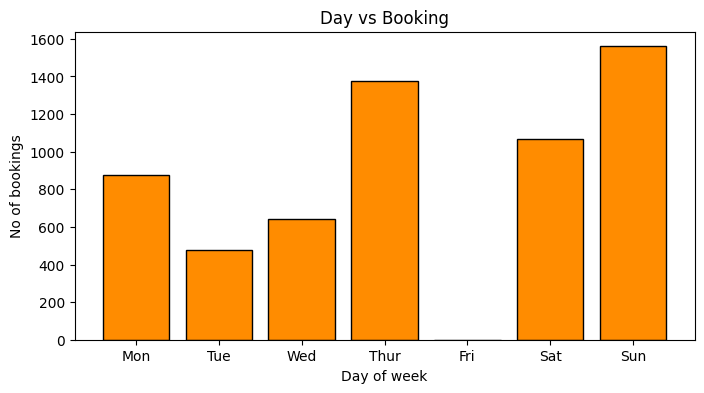 Day vs Booking
No of bookings
1600
1400
1200
1000
800
600
400
200
0
Mon Tue Wed Thur Fri Sat Sun
Day of week